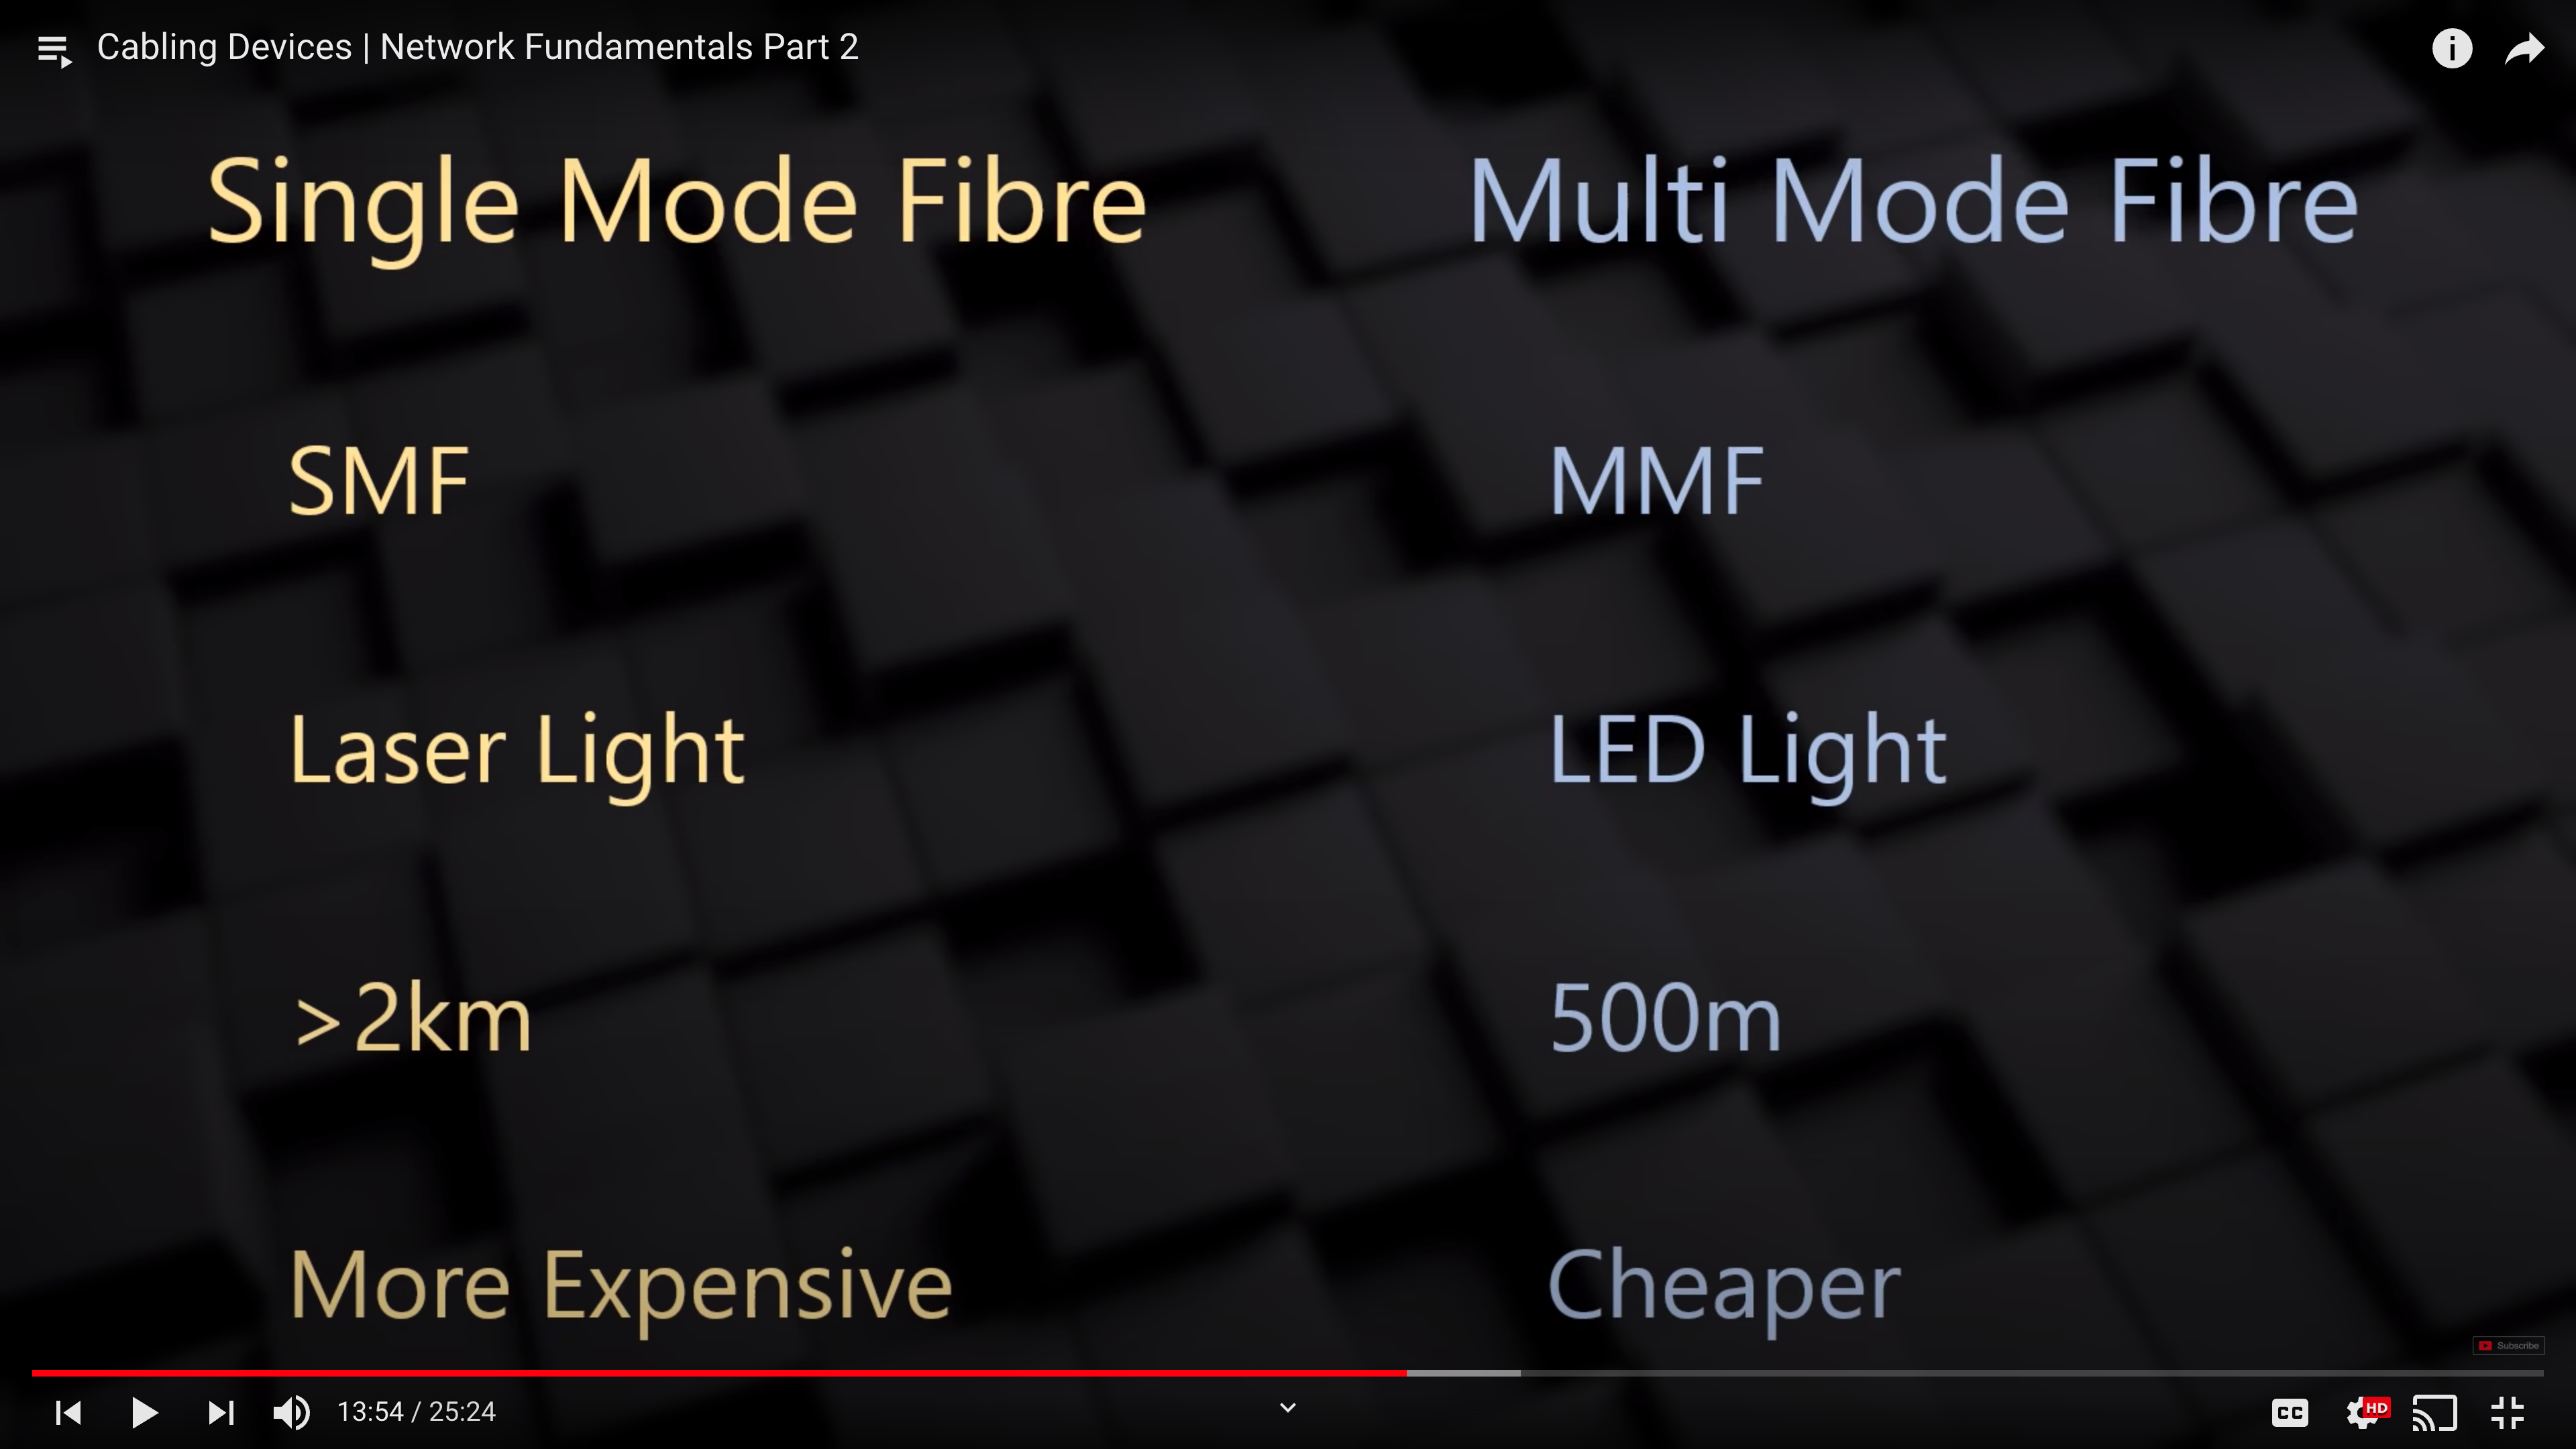 Cabling Devices | Network Fundamentals Part 2
Single Mode Fibre
Multi Mode Fibre
SMF
MMF
Laser Light
LED Light
>2km
500m
More Expensive
Cheaper
Subscribe
13:54 / 25:24
CC
HD